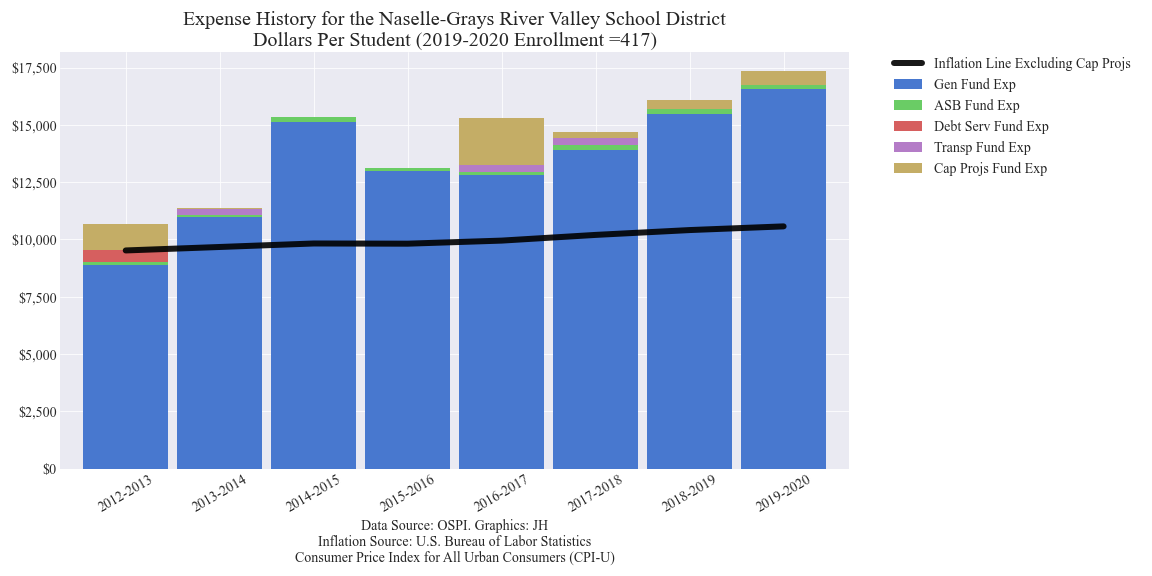 Expense History for the Naselle-Grays River Valley School District
Dollars Per Student (2019-2020 Enrollment =417)
$17,500
$15,000
$12,500
$10,000
$7,500
$5,000
$2,500
$0
2012-2013
2013-2014
2014-2015
2015-2016
2016-2017
2017-2018
2018-2019
2019-2020
Inflation Line Excluding Cap Projs
Gen Fund Exp
ASB Fund Exp
Debt Serv Fund Exp
Transp Fund Exp
Cap Projs Fund Exp
Data Source: OSPI. Graphics: JH
Inflation Source: U.S. Bureau of Labor Statistics
Consumer Price Index for All Urban Consumers (CPI-U)